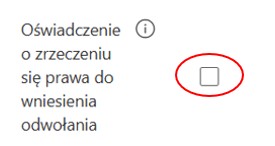 Oświadczenie
o zrzeczeniu
się prawa do
wniesienia
odwołania